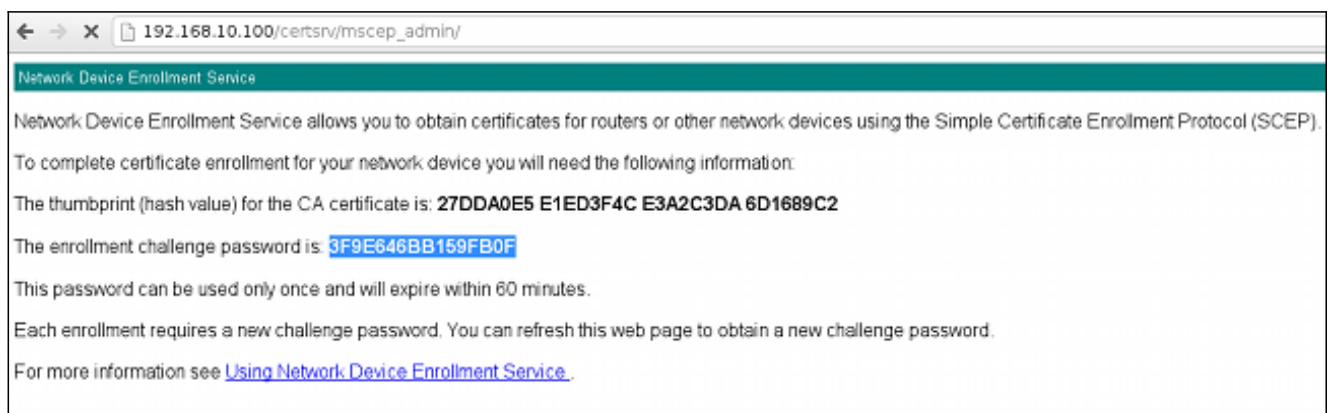 192.168.10.100/certsrv/mscep_admin/
Network Device Enrollment Service
Network Device Enrollment Service allows you to obtain certificates for routers or other network devices using the Simple Certificate Enrollment Protocol (SCEP).
To complete certificate enrollment for your network device you will need the following information:
The thumbprint (hash value) for the CA certificate is: 27DDA0E5 E1ED3F4C E3A2C3DA 6D1689C2
The enrollment challenge password is: 3F9E646BB159FB0F
This password can be used only once and will expire within 60 minutes.
Each enrollment requires a new challenge password. You can refresh this web page to obtain a new challenge password.
For more information see Using Network Device Enrollment Service .